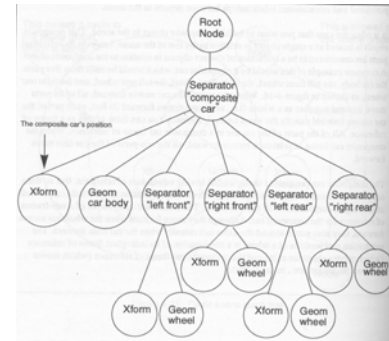 Root
Node
Separator
"composite
car"
The composite car's position
Xform
Geom
car body
Separator
"left front"
Separator
"right front"
Separator
"left rear"
Separator
"right rear"
Xform
Geom
wheel
Xform
Geom
wheel
Xform
Geom
wheel
Xform
Geom
wheel